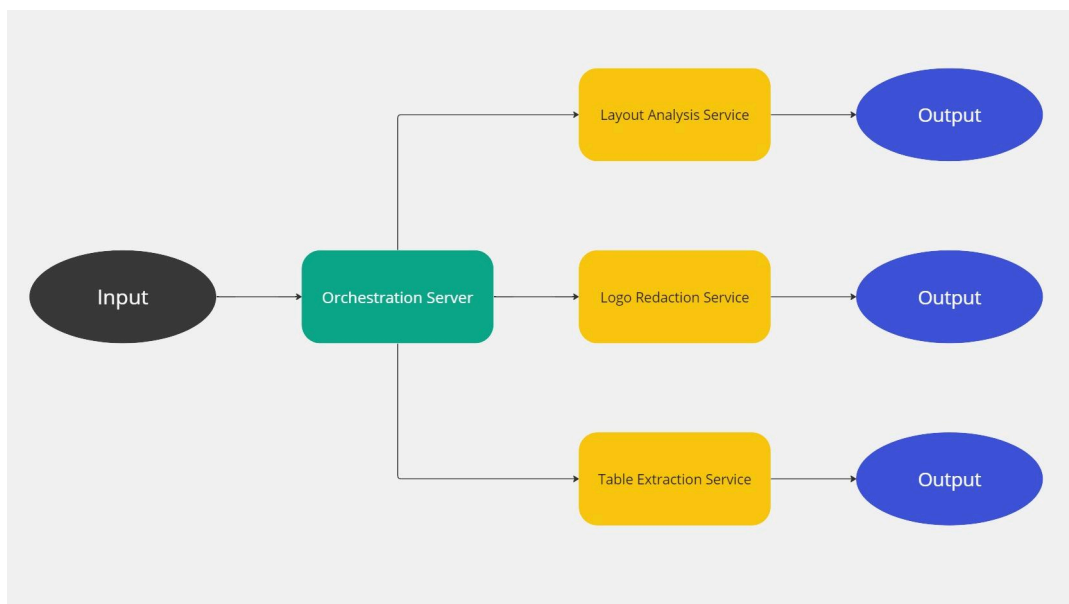 Layout Analysis Service
Output
Input
Orchestration Server
Logo Redaction Service
Output
Table Extraction Service
Output